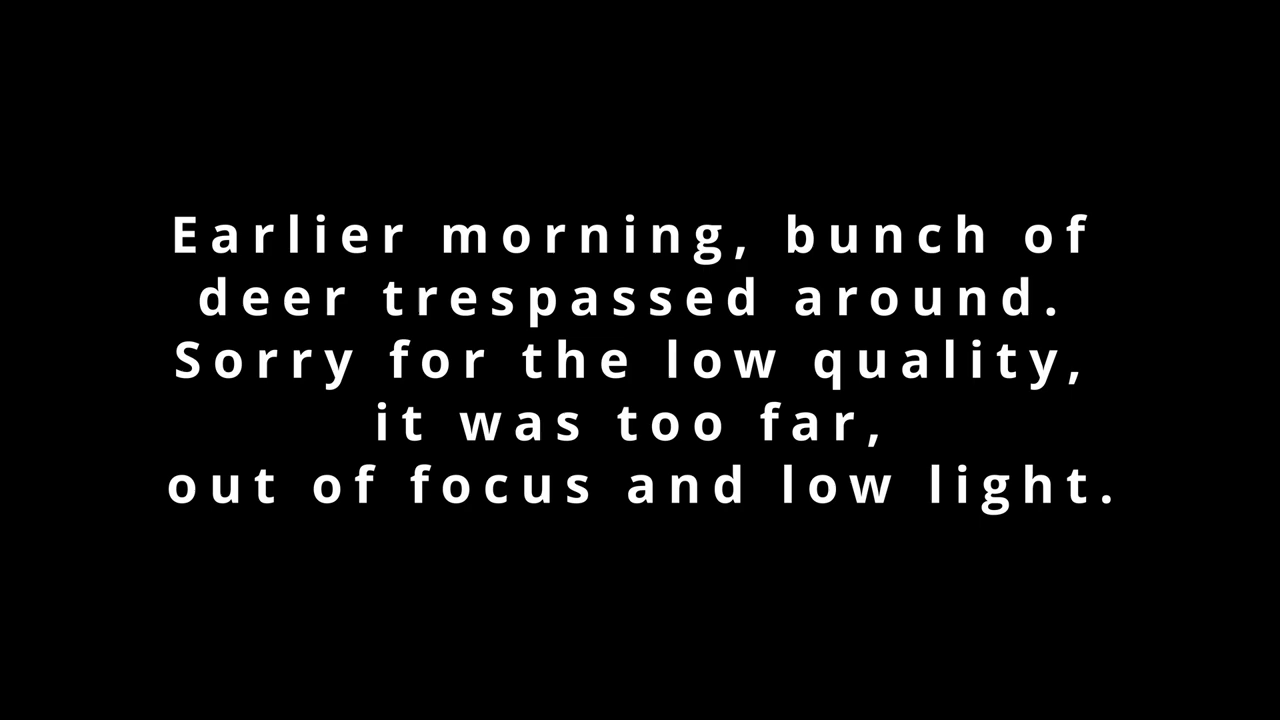 Earlier morning, bunch of
deer trespassed around.
Sorry for the low quality,
it was too far,
out of focus and low light.